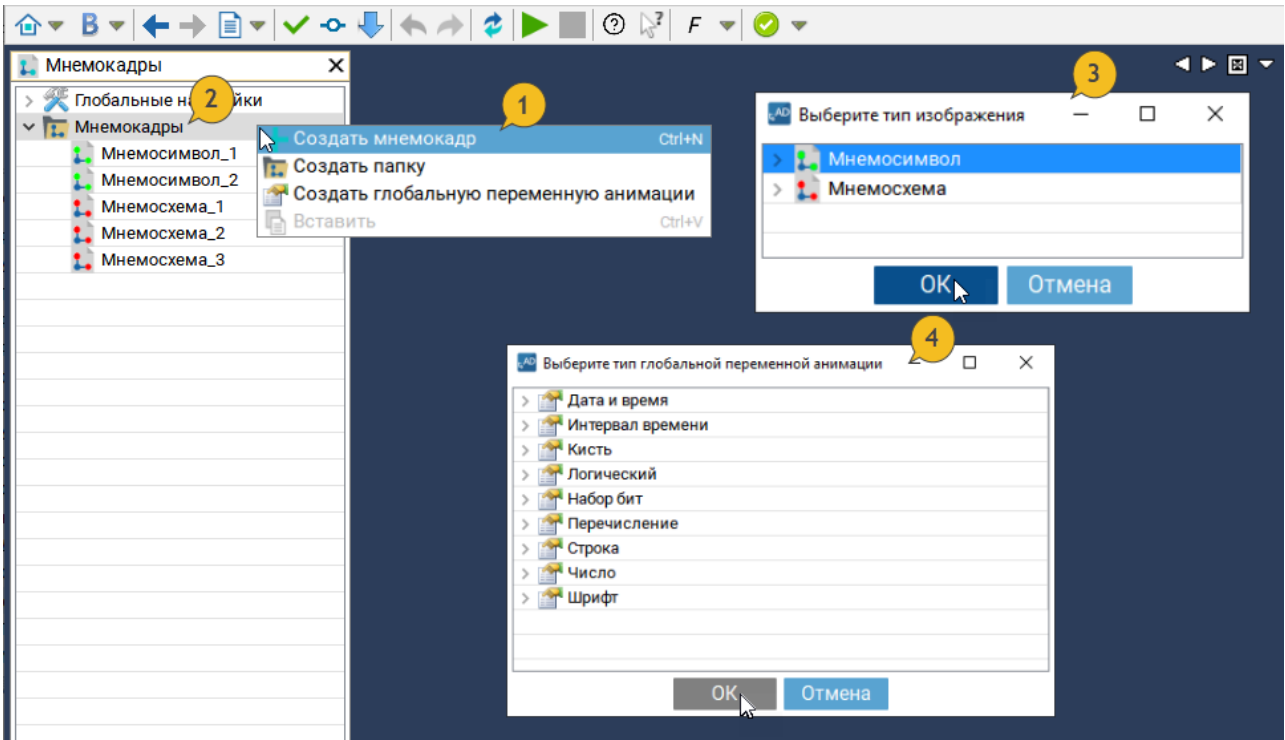 B
F
Мнемокадры
Глобальные н йки
2
Мнемокадры
Мнемосимвол_1
Мнемосимвол_2
Мнемосхема_1
Мнемосхема_2
Мнемосхема_3
1
Создать мнемокадр Ctrl+N
Создать папку
Создать глобальную переменную анимации
Вставить Ctrl+V
3
AD Выберите тип изображения
Мнемосимвол
Мнемосхема
OK Отмена
4
AD Выберите тип глобальной переменной анимации
Дата и время
Интервал времени
Кисть
Логический
Набор бит
Перечисление
Строка
Число
Шрифт
OK Отмена